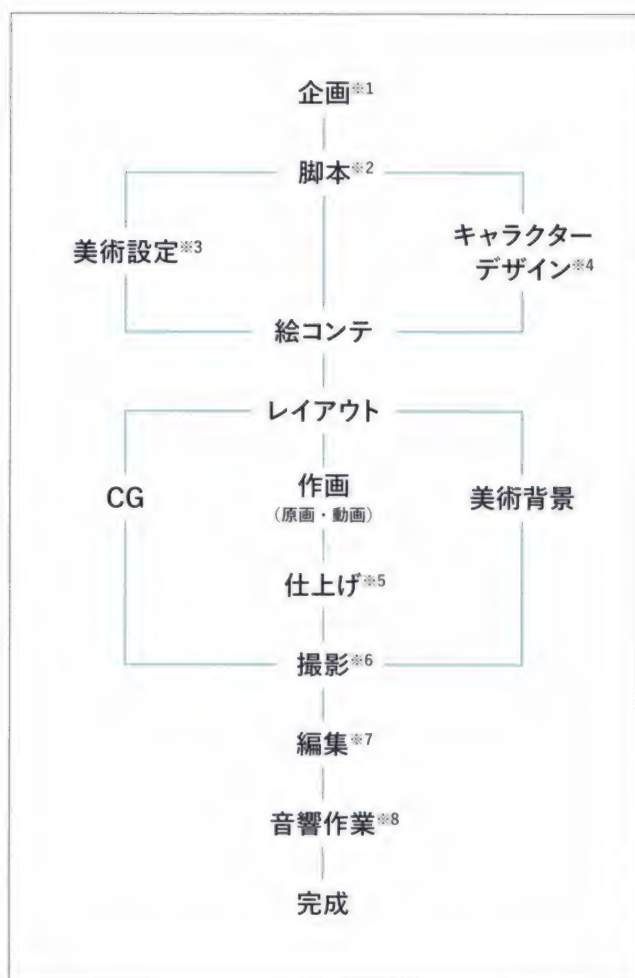 企画※1
脚本※2
美術設定※3
キャラクター
デザイン※4
絵コンテ
レイアウト
CG
作画
(原画・動画)
美術背景
仕上げ※5
撮影※6
編集※7
音響作業※8
完成